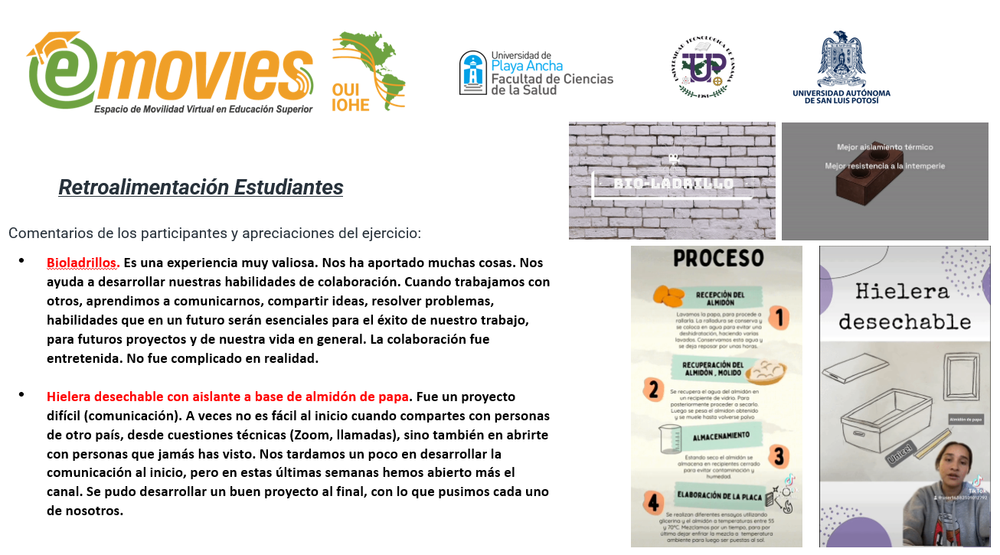 emovies
Espacio de Movilidad Virtual en Educación Superior
OUI
IOHE
Universidad de
Playa Ancha
Facultad de Ciencias
de la Salud
UNIVERSIDAD TECNOLÓGICA DE PANAMÁ
UTP
1981
SIEMPRE
UNIVERSIDAD AUTÓNOMA
DE SAN LUIS POTOSÍ
Retroalimentación Estudiantes
Comentarios de los participantes y apreciaciones del ejercicio:
• Bioladrillos. Es una experiencia muy valiosa. Nos ha aportado muchas cosas. Nos
ayuda a desarrollar nuestras habilidades de colaboración. Cuando trabajamos con
otros, aprendimos a comunicarnos, compartir ideas, resolver problemas,
habilidades que en un futuro serán esenciales para el éxito de nuestro trabajo,
para futuros proyectos y de nuestra vida en general. La colaboración fue
entretenida. No fue complicado en realidad.
• Hielera desechable con aislante a base de almidón de papa. Fue un proyecto
difícil (comunicación). A veces no es fácil al inicio cuando compartes con personas
de otro país, desde cuestiones técnicas (Zoom, llamadas), sino también en abrirte
con personas que jamás has visto. Nos tardamos un poco en desarrollar la
comunicación al inicio, pero en estas últimas semanas hemos abierto más el
canal. Se pudo desarrollar un buen proyecto al final, con lo que pusimos cada uno
de nosotros.
BIO-LADRILLO
Mejor aislamiento térmico
Mejor resistencia a la intemperie
PROCESO
RECEPCIÓN DEL
ALMIDÓN
1
Lavamos la papa, para procede a
rallarla. La ralladura se conserva y
se coloca en agua para evitar una
deshidratación, haciendo varias
lavados. Conservamos esta agua y
se deja reposar por unas horas.
RECUPERACIÓN DEL
ALMIDÓN , MOLIDO
2
Se recupera el agua del almidón en
un recipiente de vidrio. Para
posteriormente proceder a secarlo.
Luego se pesa el almidon obtenido
y se muele hasta volverse polvo
ALMACENAMIENTO
3
Estando seco el almidón se
almacena en recipientes cerrado
para evitar contaminación y
humedad.
4
ELABORACIÓN DE LA PLACA
Se realizan diferentes ensayos utilizando
glicerina y el almidón a temperaturas entre 55
y 70°C. Mezclamos por un tiempo, para por
último dejar enfriar la mezcla a temperatura
ambiente para luego ser puestas al sol.
Hielera
desechable
Almidón de papa
Unicel
TikTok